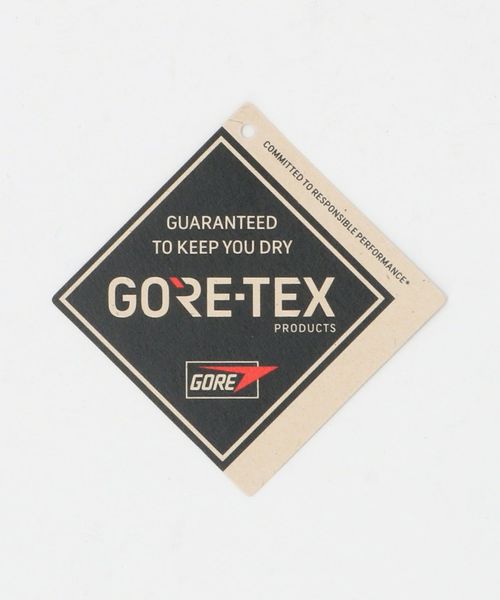 COMMITTED TO RESPONSIBLE PERFORMANCE*
GUARANTEED
TO KEEP YOU DRY
GORE-TEX
PRODUCTS
GORE